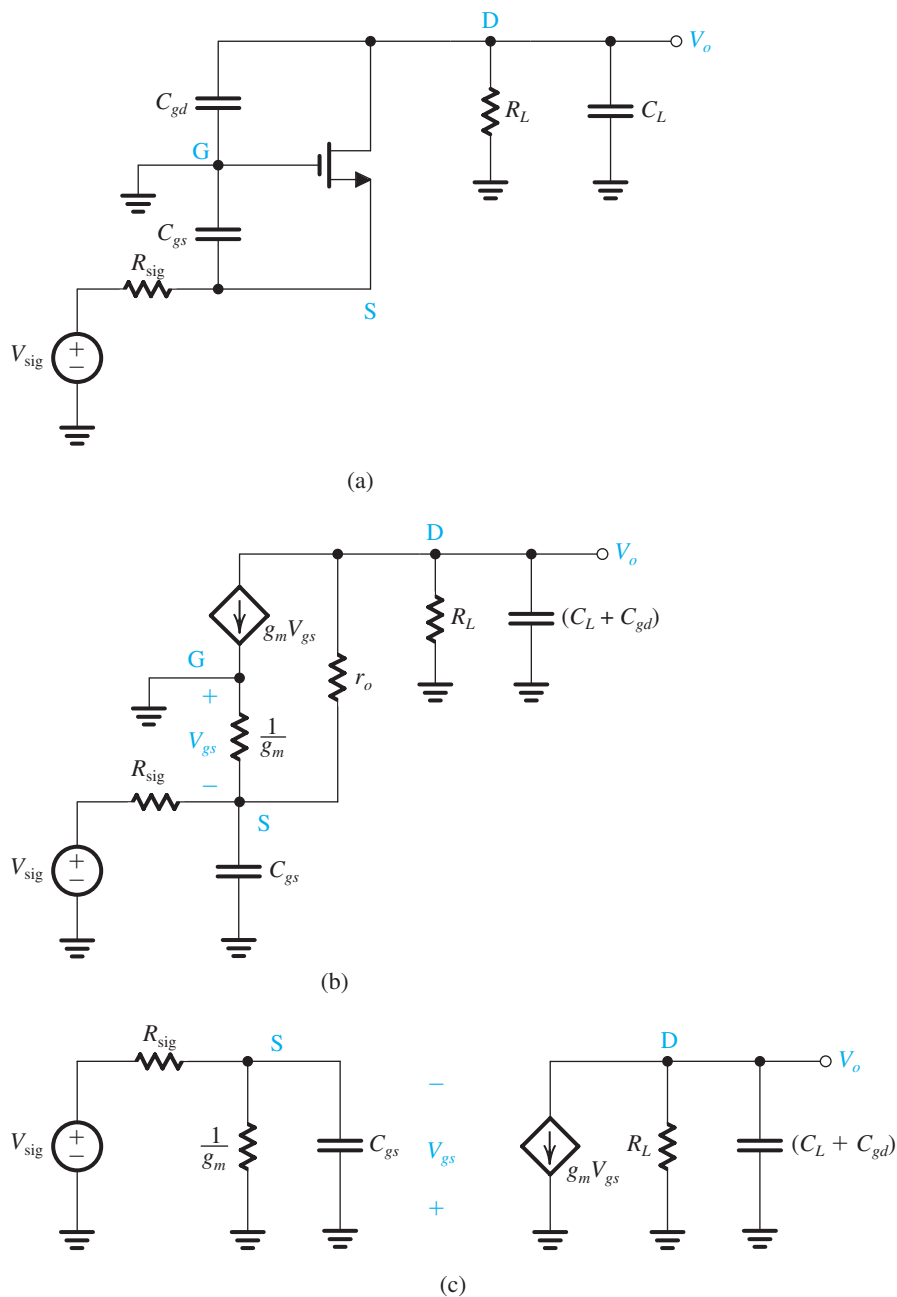 D
V_o
C_gd
R_L
C_L
G
C_gs
R_sig
S
V_sig
+
−
(a)
D
V_o
g_m V_gs
R_L
(C_L + C_gd)
G
r_o
+
V_gs
1/g_m
−
R_sig
S
V_sig
+
−
C_gs
(b)
R_sig
S
D
V_o
−
V_sig
+
−
1/g_m
C_gs
V_gs
g_m V_gs
R_L
(C_L + C_gd)
+
(c)